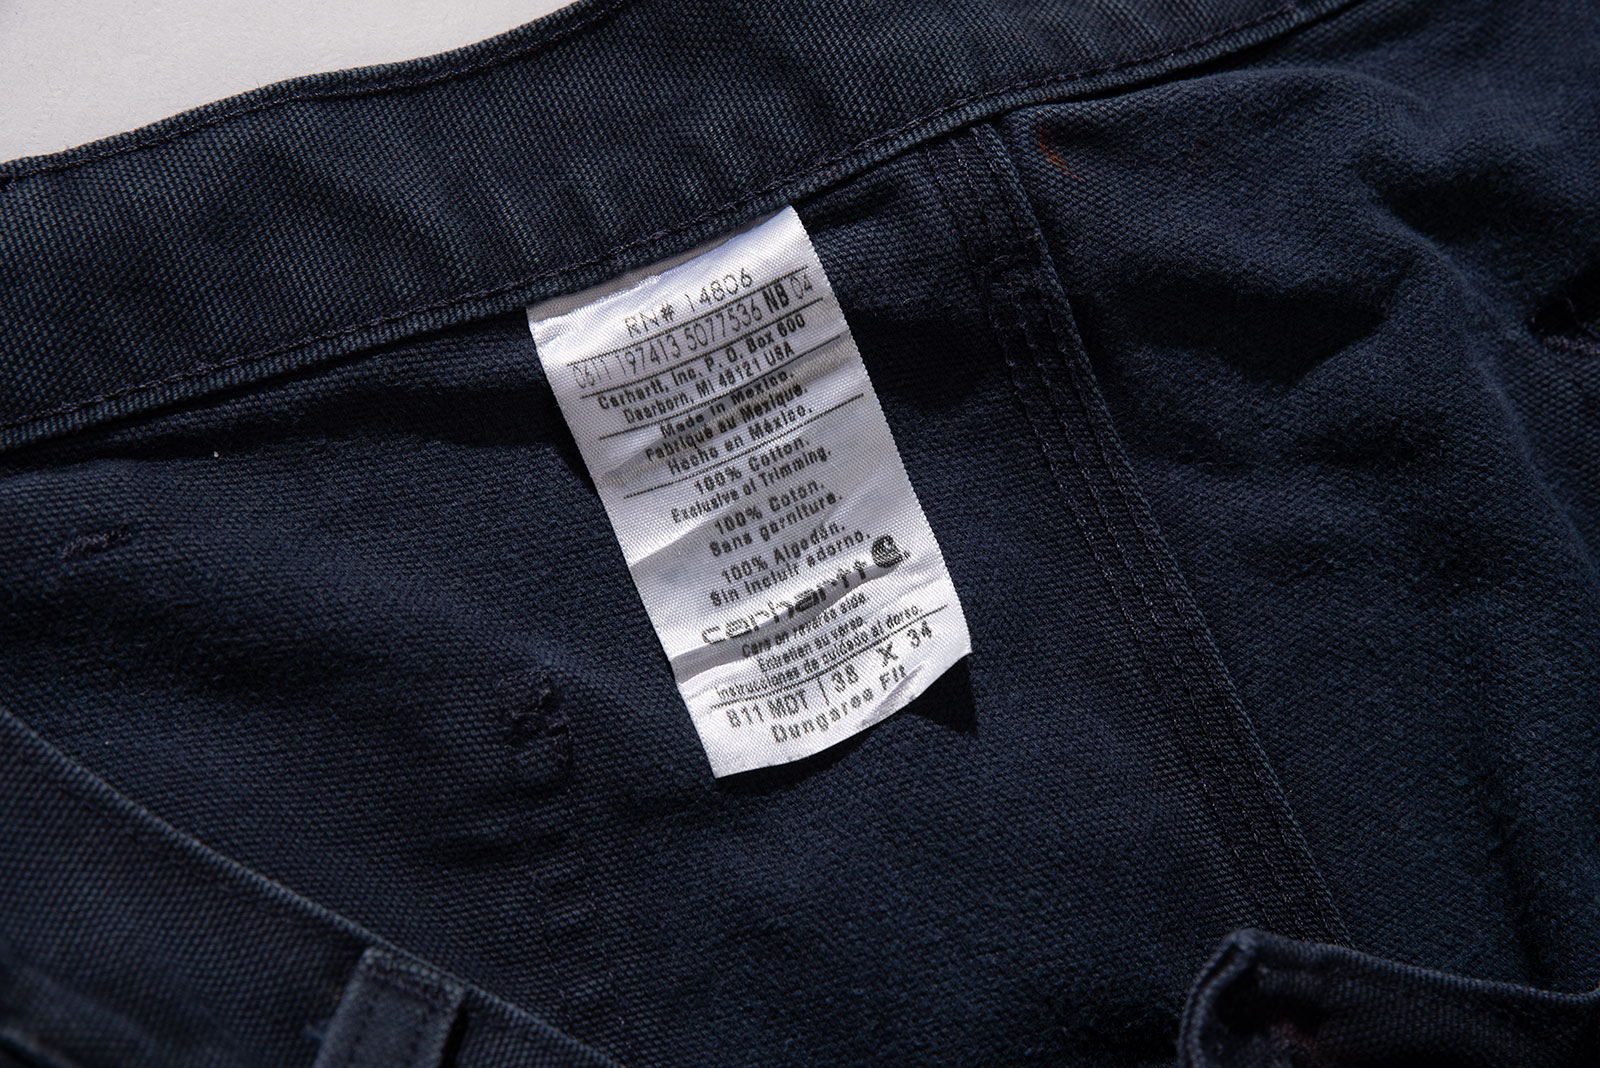 RN# 14806
0611 197413 5077536 NB 04
Carhartt, Inc. P. O. Box 600
Dearborn, MI 48121 USA
Made in Mexico.
Fabriqué au Mexique.
Hecho en México.
100% Cotton.
Exclusive of Trimming.
100% Coton.
Sans garniture.
100% Algodón.
Sin incluir adorno.
carhartt
Care on reverse side.
Entretien au verso.
Instrucciones de cuidado al dorso.
B11 MDT | 38 X 34
Dungaree Fit